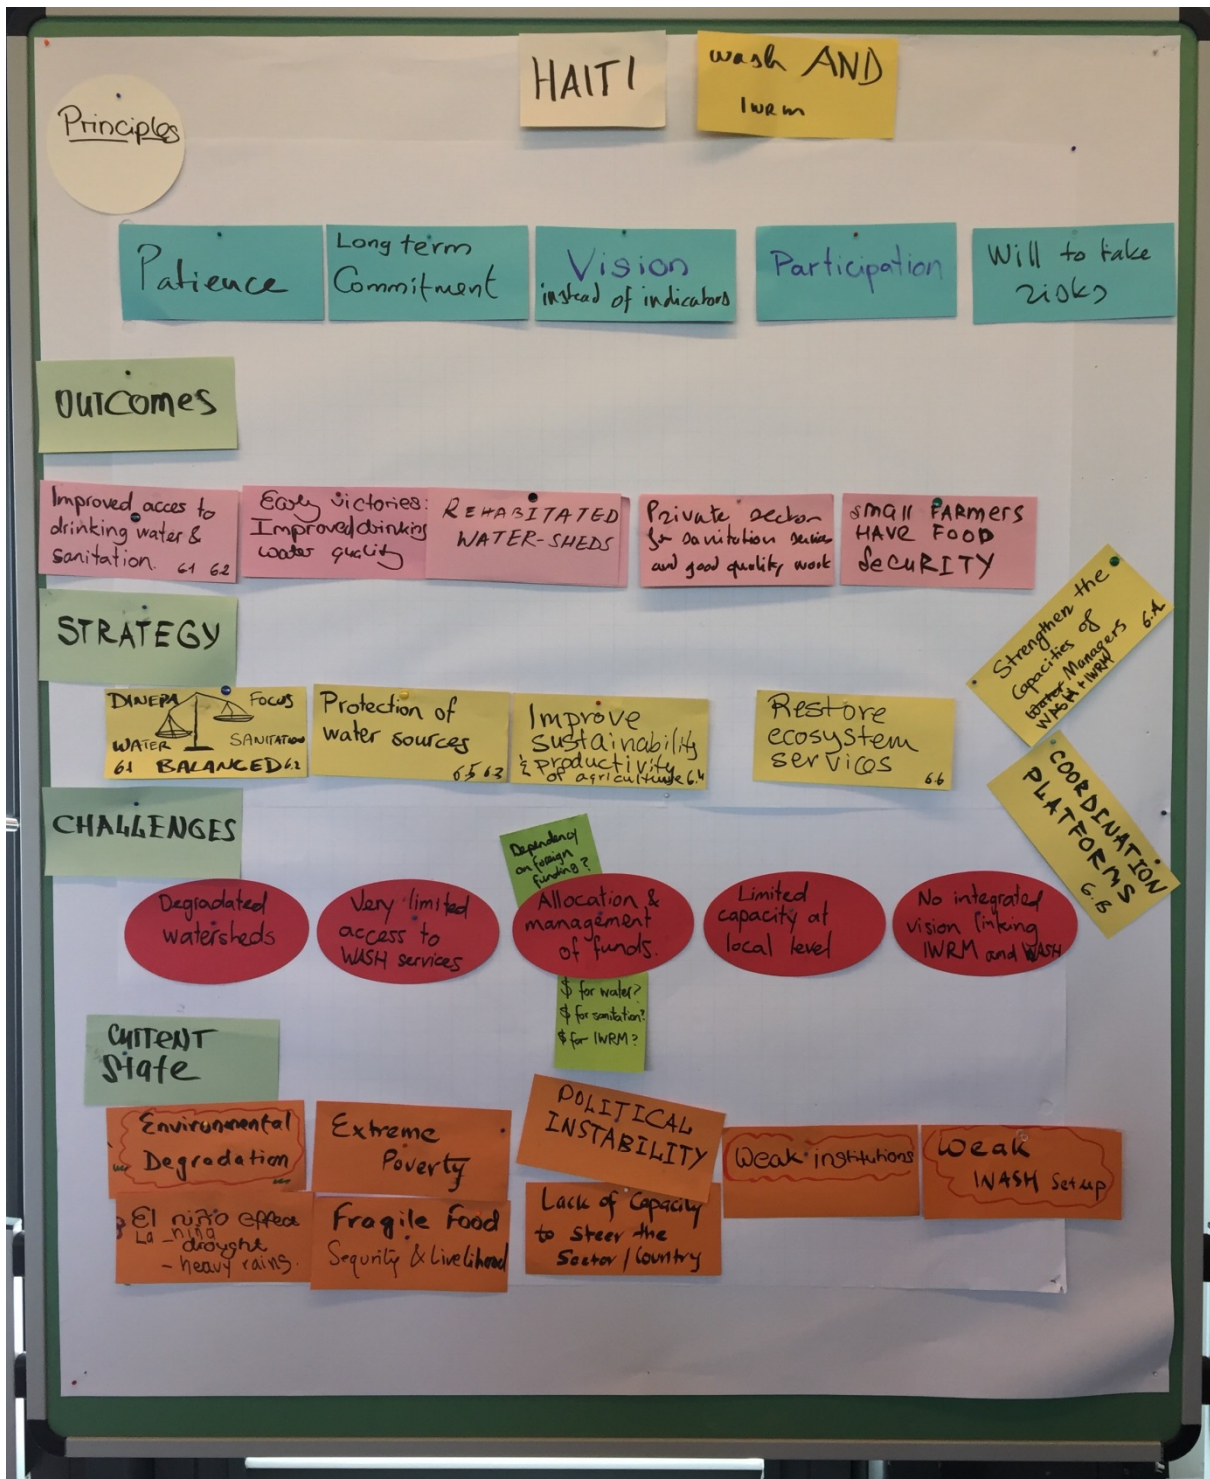 HAITI
wash AND
IWRM
Principles
Patience
Long term
Commitment
Vision
instead of indicators
Participation
Will to take
risks
OUTCOMES
Improved acces to
drinking water &
sanitation. 6.1 6.2
Early victories:
Improved drinking
water quality
REHABITATED
WATER-SHEDS
Private sector
for sanitation service
and good quality work
SMALL FARMERS
HAVE FOOD
SeCURITY
STRATEGY
DINEPA FOCUS
WATER SANITATION
6.1 BALANCED 6.2
Protection of
water sources
6.5 6.3
Improve
sustainability
& productivity
of agriculture 6.4
Restore
ecosystem
services
6.6
Strengthen the
Capacities of
Water Managers 6.A
WASH + IWRM
COORDINATION
PLATFORMS
6.B
CHALLENGES
Dependency
on foreign
funding?
Degradated
watersheds
Very limited
access to
WASH services
Allocation &
management
of funds.
Limited
capacity at
local level
No integrated
vision linking
IWRM and WASH
$ for water?
$ for sanitation?
$ for IWRM?
CURRENT
State
Environmental
Degradation
Extreme
Poverty
POLITICAL
INSTABILITY
Weak institutions
Weak
WASH Setup
El niño effect
La niña
- drought
- heavy rains.
Fragile Food
Sequrity & Livelihood
Lack of Capacity
to Steer the
Sector / Country